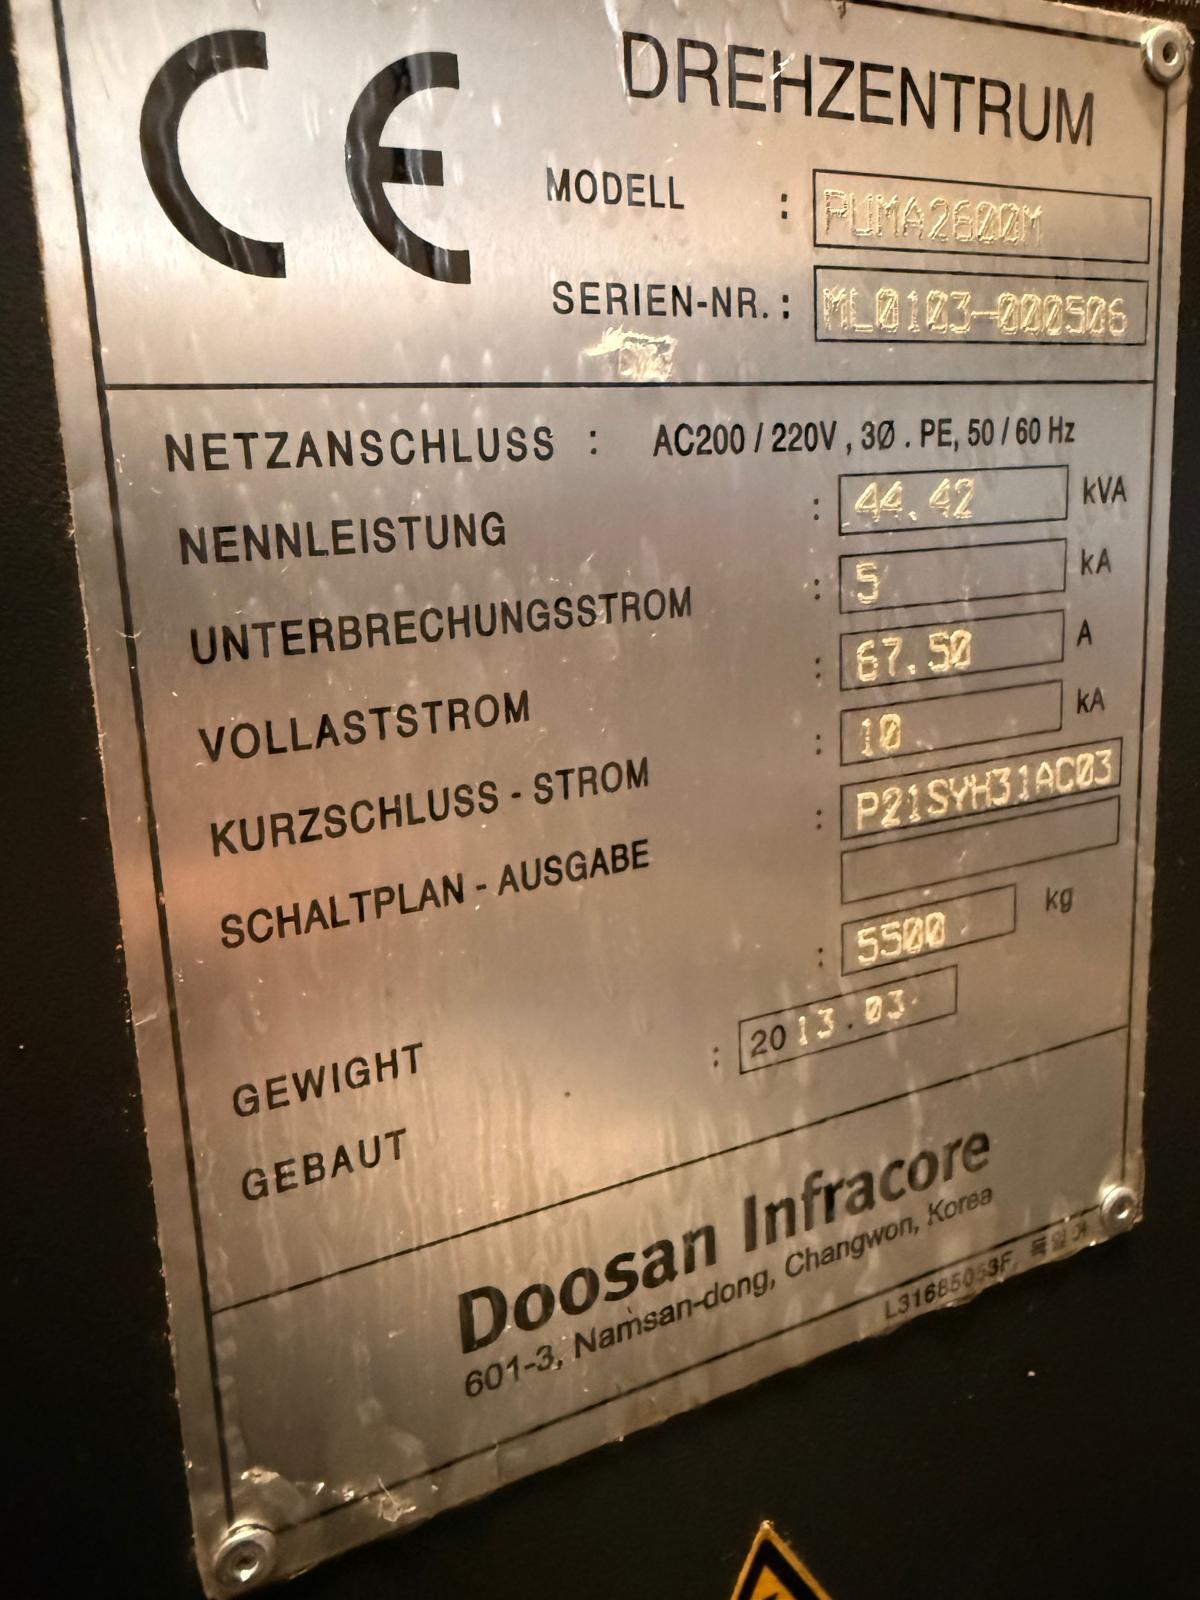 CE DREHZENTRUM
MODELL : PUMA2600M
SERIEN-NR. : ML0103-000506
NETZANSCHLUSS : AC200 / 220V , 3Ø . PE, 50 / 60 Hz
NENNLEISTUNG : 44.42 kVA
UNTERBRECHUNGSSTROM : 5 kA
VOLLASTSTROM : 67.50 A
KURZSCHLUSS - STROM : 10 kA
SCHALTPLAN - AUSGABE : P21SYH31AC03
GEWIGHT : 5500 kg
GEBAUT : 2013.03
Doosan Infracore
601-3, Namsan-dong, Changwon, Korea